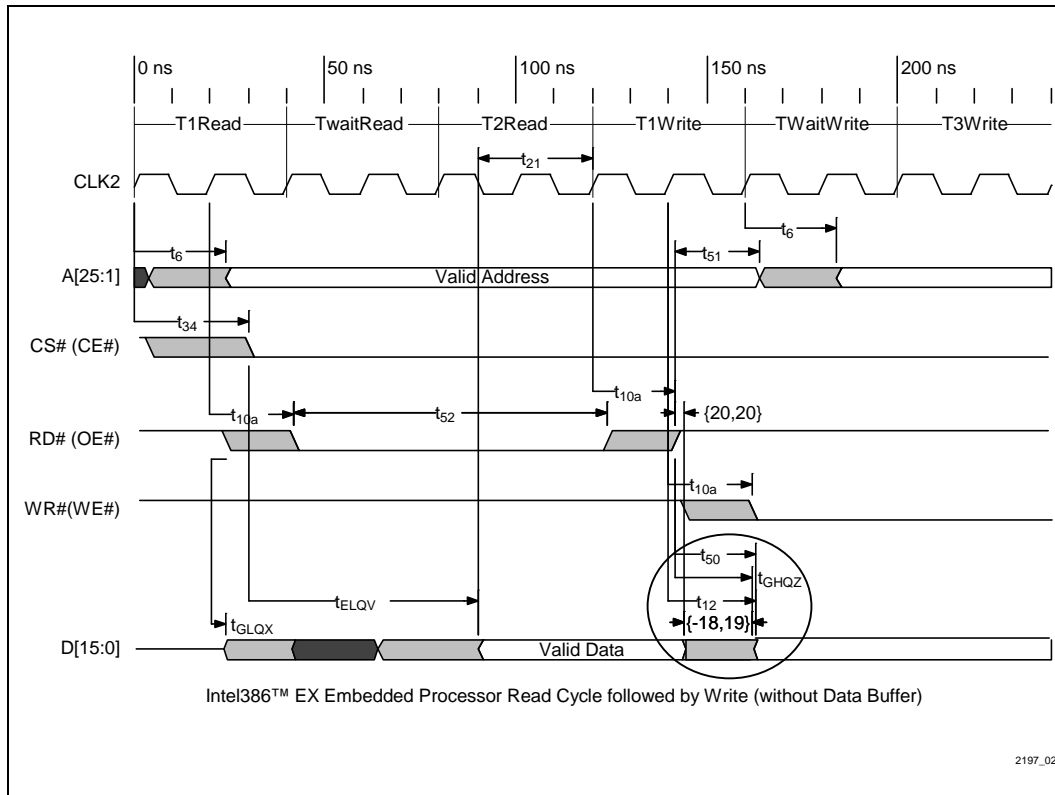 0 ns 50 ns 100 ns 150 ns 200 ns
T1Read TwaitRead T2Read T1Write TWaitWrite T3Write
t21
CLK2
t6 t51 t6
A[25:1] Valid Address
t34
CS# (CE#)
t10a t52 t10a {20,20}
RD# (OE#)
t10a
WR#(WE#)
t50
tGHQZ
tELQV t12
tGLQX {-18,19}
D[15:0] Valid Data
Intel386™ EX Embedded Processor Read Cycle followed by Write (without Data Buffer)
2197_02